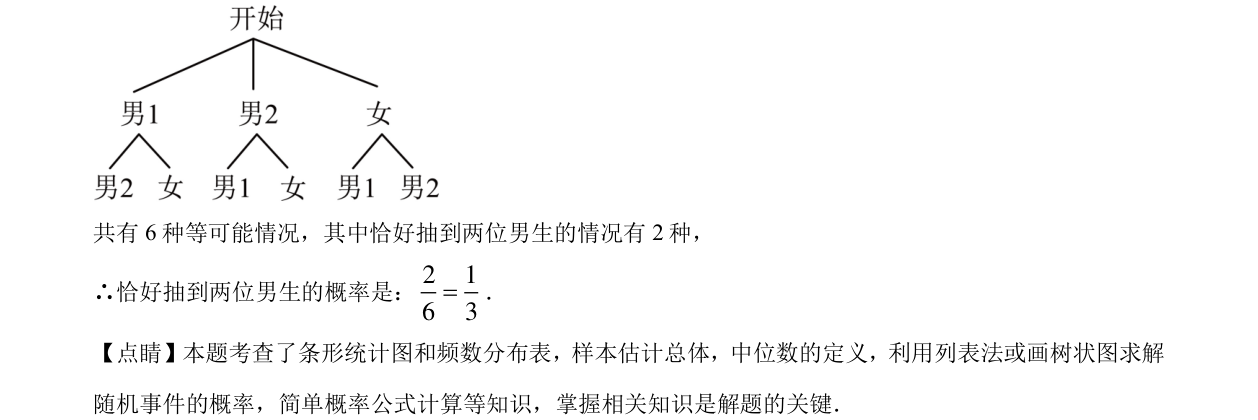 开始
男1 男2 女
男2 女 男1 女 男1 男2
共有 6 种等可能情况，其中恰好抽到两位男生的情况有 2 种，
∴恰好抽到两位男生的概率是：2/6=1/3．
【点睛】本题考查了条形统计图和频数分布表，样本估计总体，中位数的定义，利用列表法或画树状图求解
随机事件的概率，简单概率公式计算等知识，掌握相关知识是解题的关键．